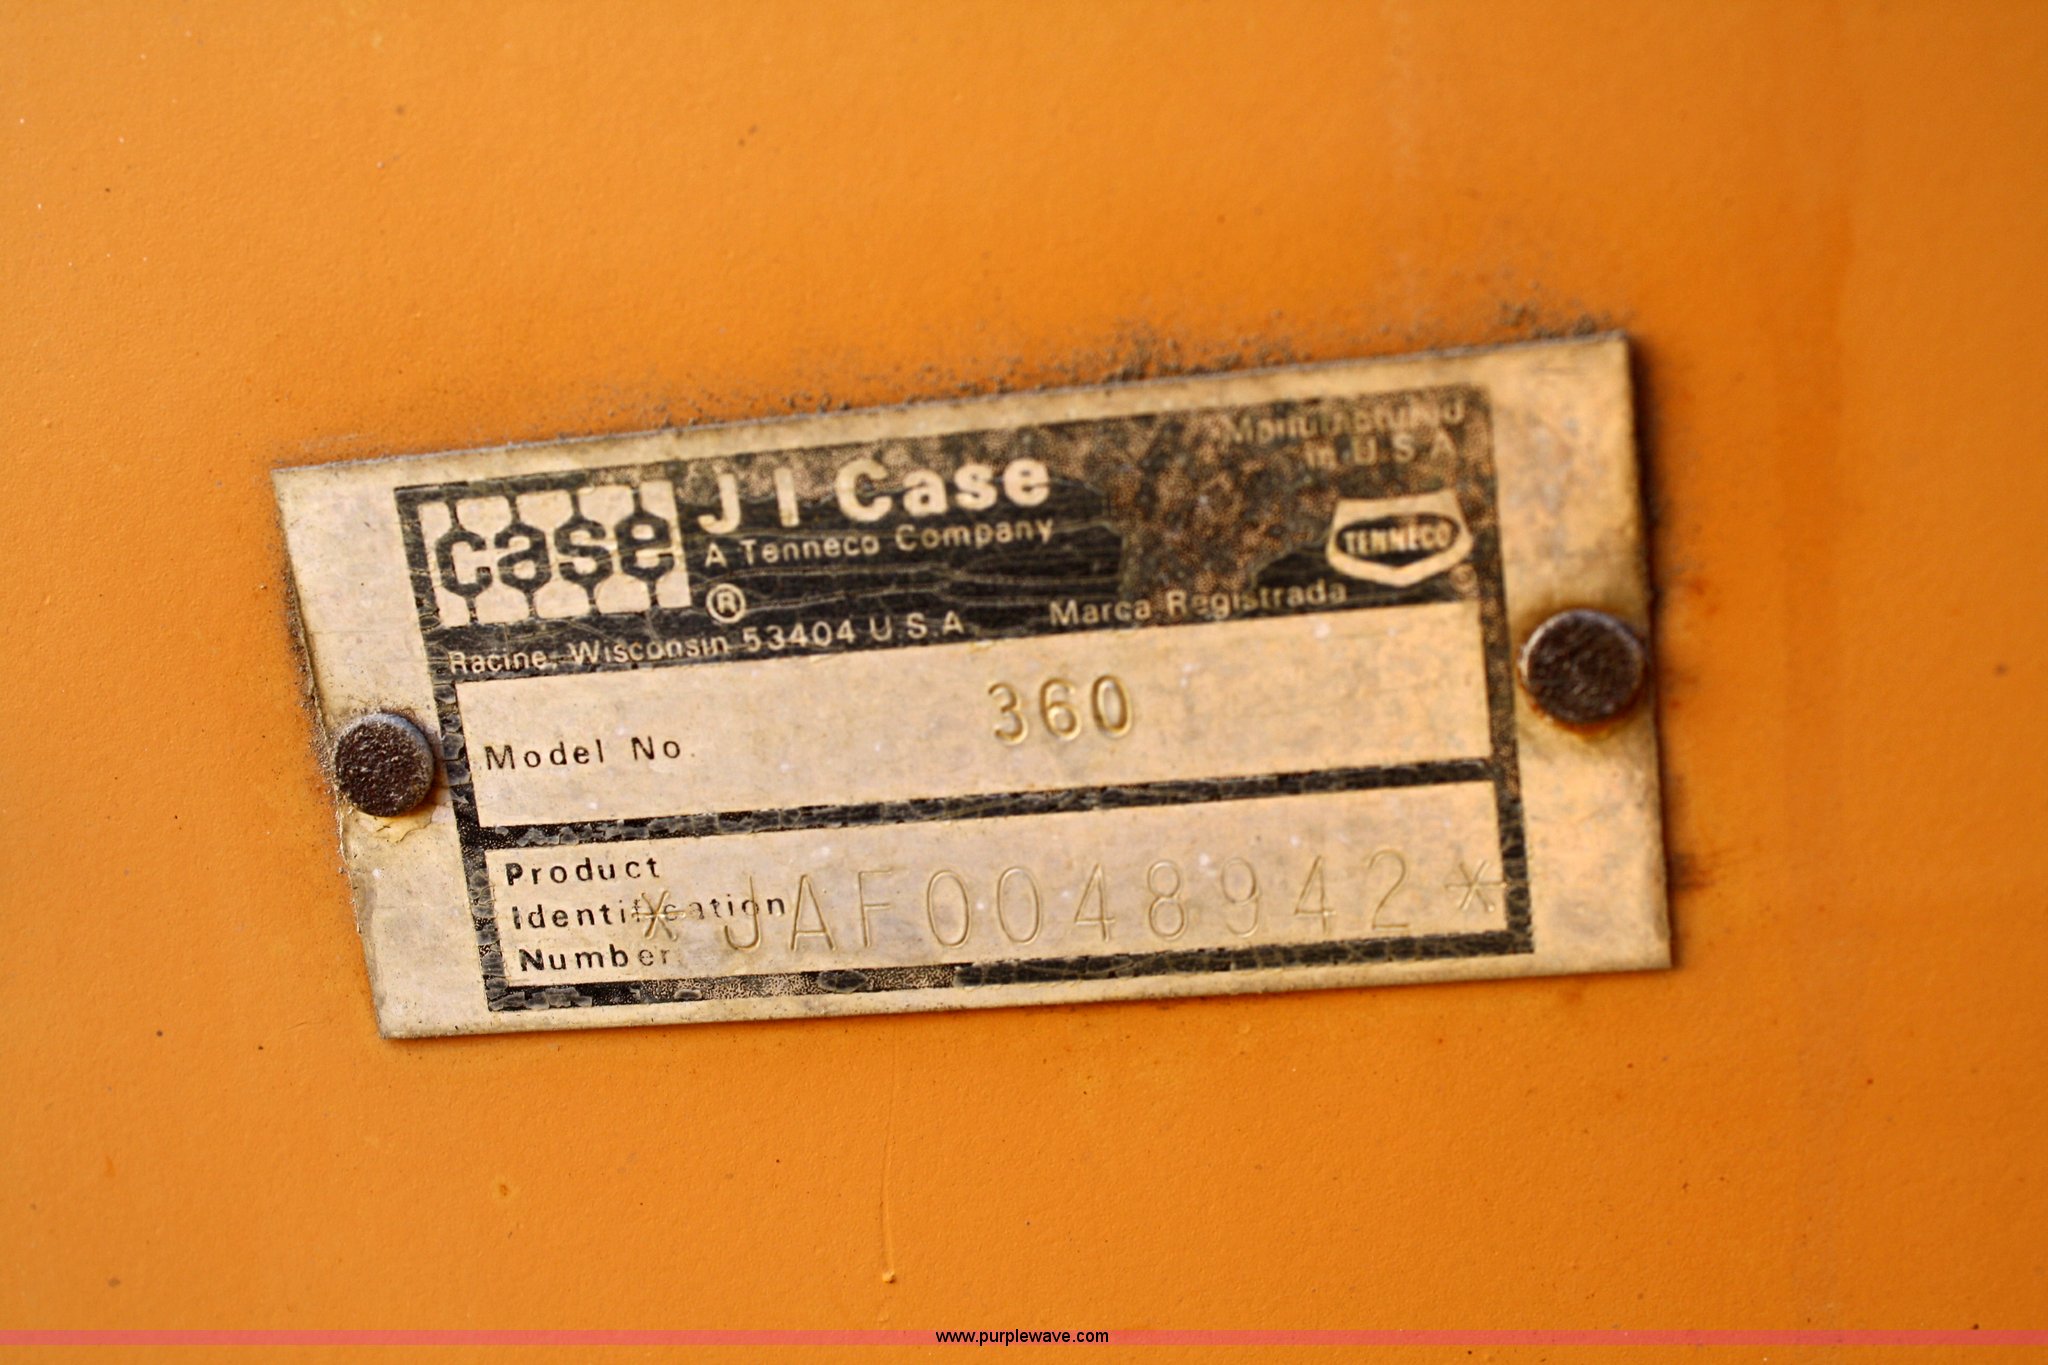 case
J I Case
A Tenneco Company
®
Racine, Wisconsin 53404 U.S.A.
Manufactured
in U.S.A.
TENNECO
Marca Registrada
Model No. 360
Product
Identification
Number
*JAF0048942*
www.purplewave.com